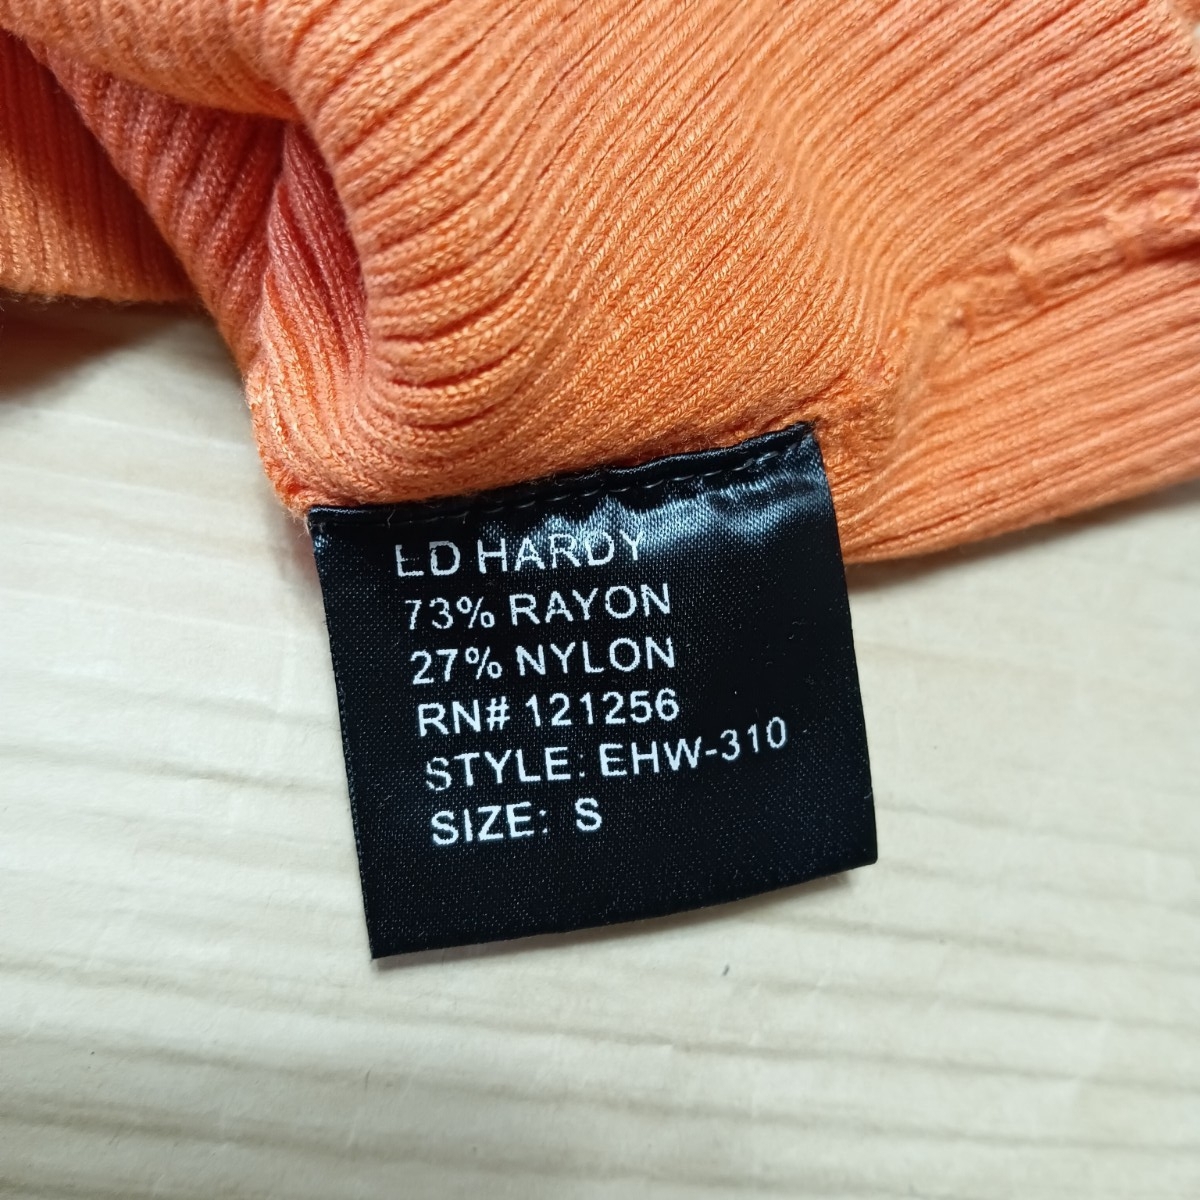 ED HARDY
73% RAYON
27% NYLON
RN# 121256
STYLE: EHW-310
SIZE: S